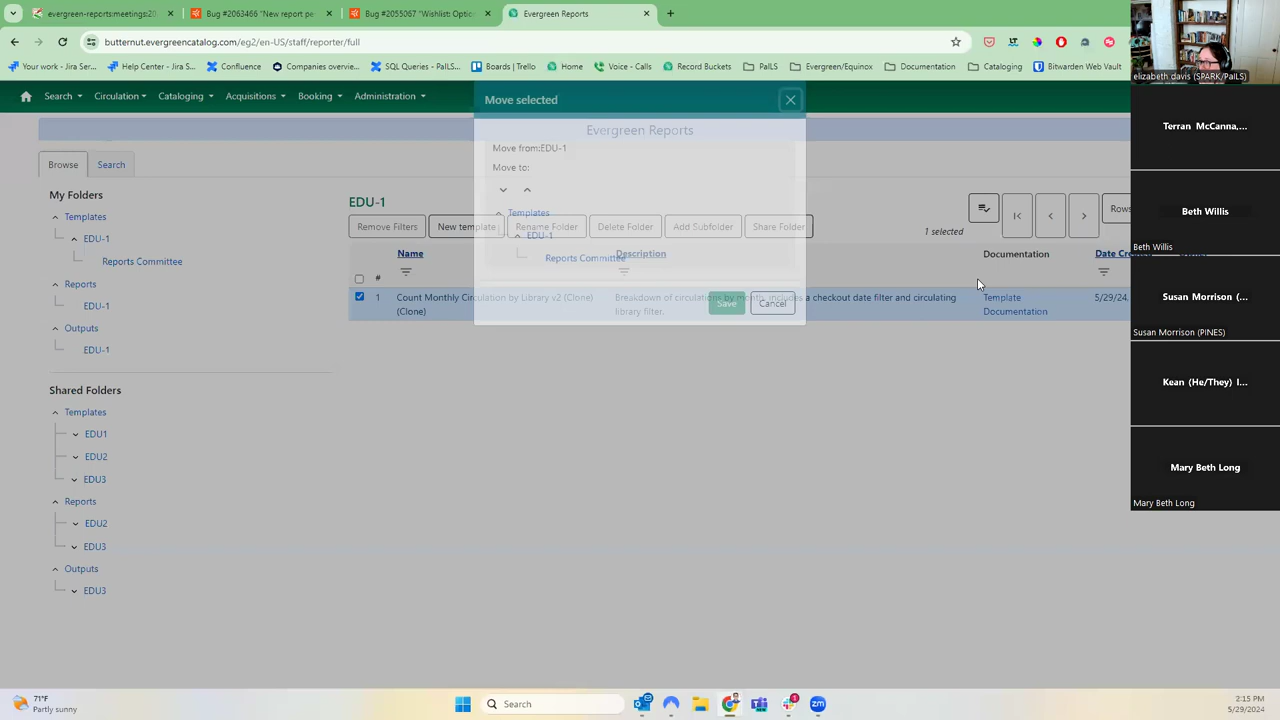 evergreen-reports:meetings:20
Bug #2063466 "New report pe
Bug #2055067 "Wishlist: Option
Evergreen Reports
butternut.evergreencatalog.com/eg2/en-US/staff/reporter/full
Your work - Jira Se...
Help Center - Jira S...
Confluence
Companies overview...
SQL Queries - PaILS...
Boards | Trello
Home
Voice - Calls
Record Buckets
PaILS
Evergreen/Equinox
Documentation
Cataloging
Bitwarden Web Vault
Search
Circulation
Cataloging
Acquisitions
Booking
Administration
Move selected
Evergreen Reports
Move from:EDU-1
Move to:
Templates
EDU-1
Reports Committee
Save
Cancel
Browse
Search
My Folders
Templates
EDU-1
Reports Committee
Reports
EDU-1
Outputs
EDU-1
Shared Folders
Templates
EDU1
EDU2
EDU3
Reports
EDU2
EDU3
Outputs
EDU3
EDU-1
Remove Filters
New template
Rename Folder
Delete Folder
Add Subfolder
Share Folder
1 selected
Rows
# Name Description Documentation Date Created
1 Count Monthly Circulation by Library v2 (Clone) Breakdown of circulations by month, includes a checkout date filter and circulating Template 5/29/24,
(Clone) library filter. Documentation
elizabeth davis (SPARK/PaILS)
Terran McCanna,...
Beth Willis
Beth Willis
Susan Morrison (...
Susan Morrison (PINES)
Kean (He/They) I...
Mary Beth Long
Mary Beth Long
71°F
Partly sunny
Search
2:15 PM
5/29/2024